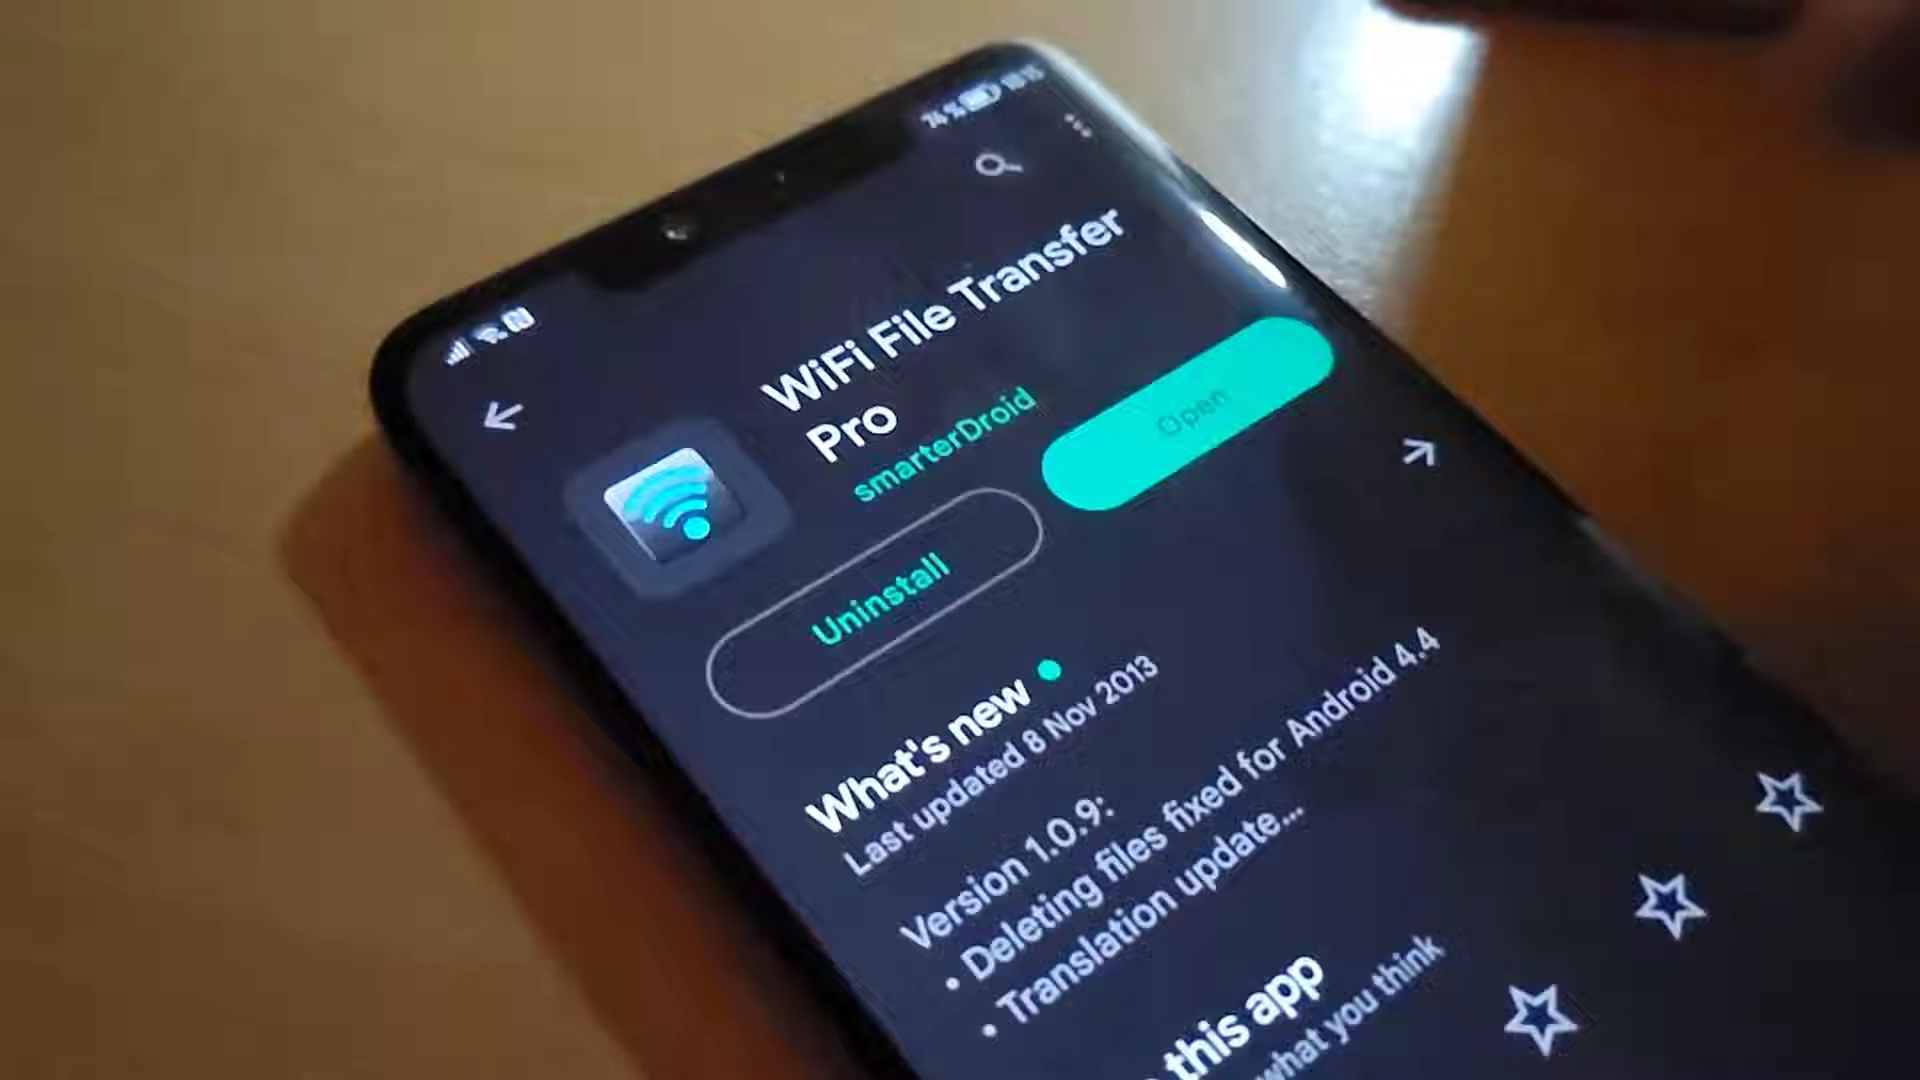 74%
WiFi File Transfer
Pro
smarterDroid
Uninstall
Open
What's new
Last updated 8 Nov 2013
Version 1.0.9:
• Deleting files fixed for Android 4.4
• Translation update...
this app
what you think